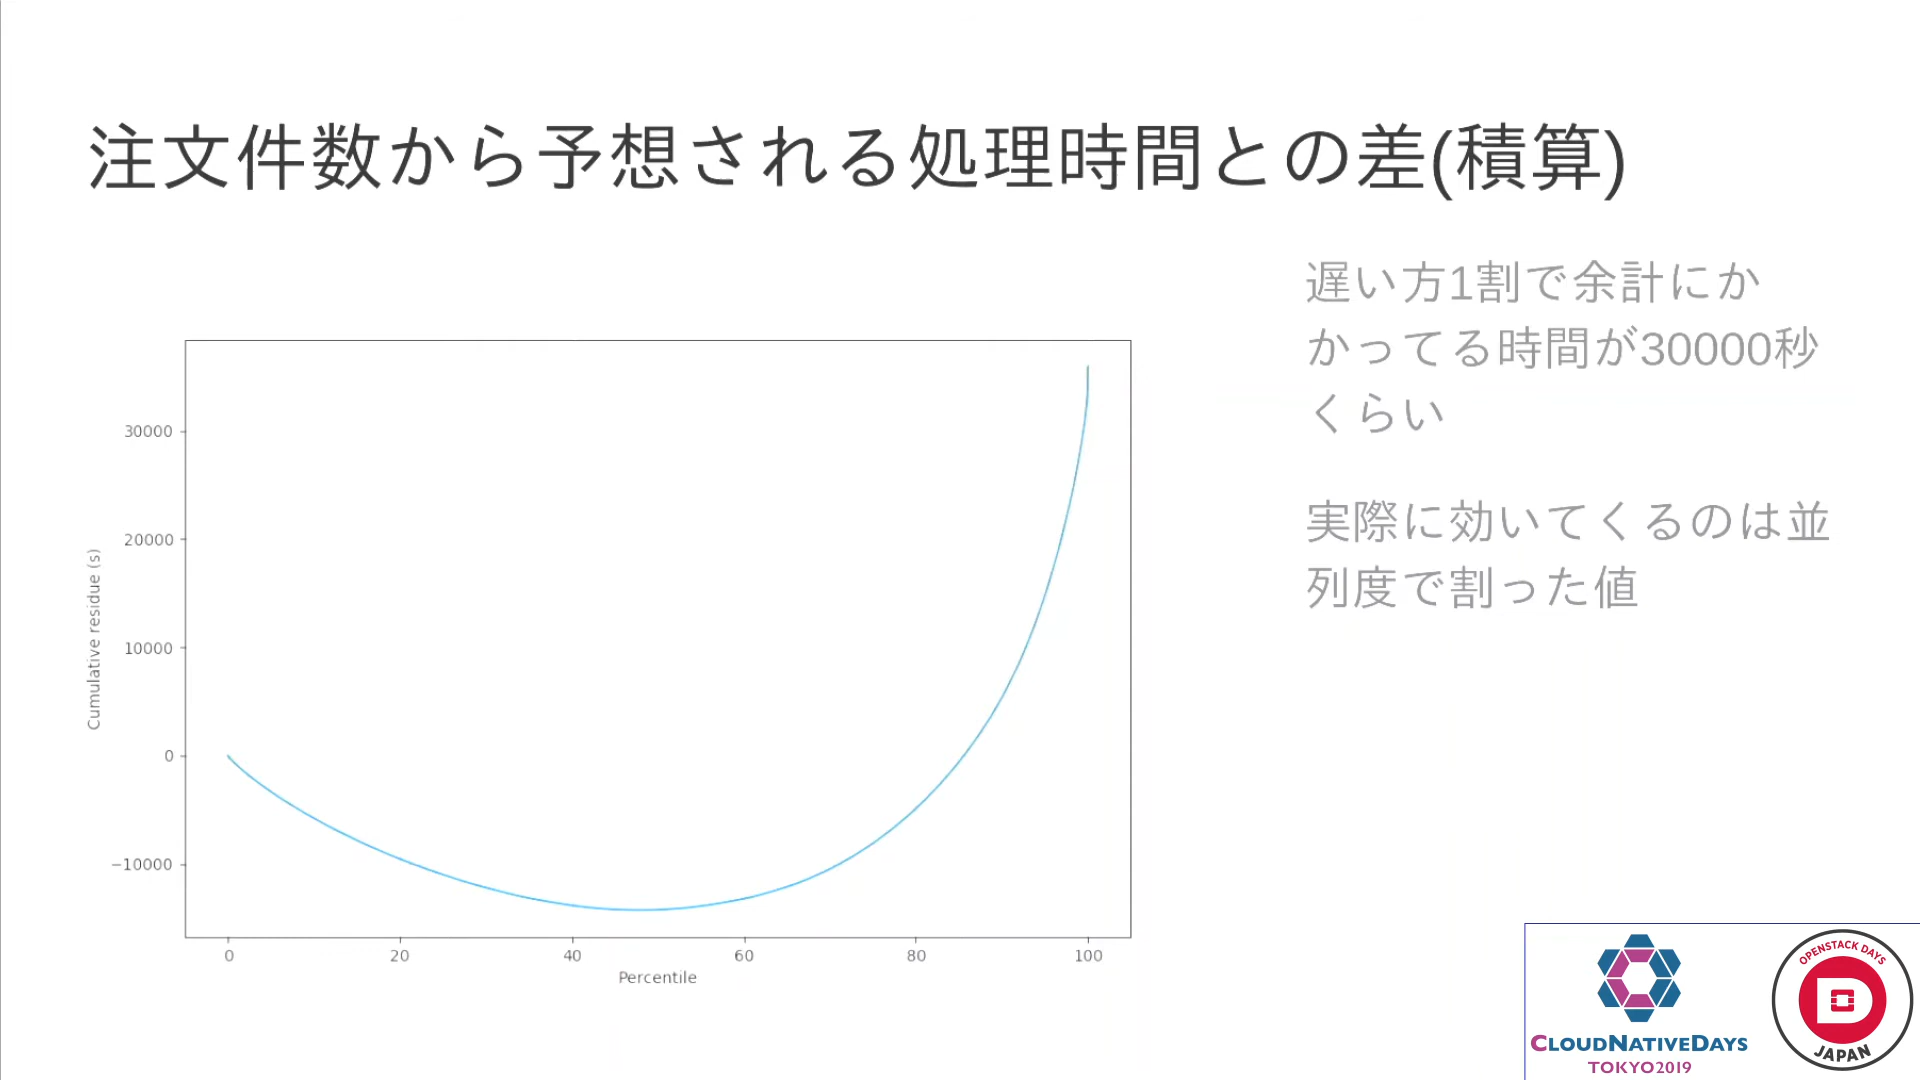 注文件数から予想される処理時間との差(積算)
遅い方1割で余計にか
かってる時間が30000秒
くらい
実際に効いてくるのは並
列度で割った値
30000
20000
10000
0
−10000
Cumulative residue (s)
0 20 40 60 80 100
Percentile
CLOUDNATIVEDAYS
TOKYO2019
OPENSTACK DAYS
JAPAN